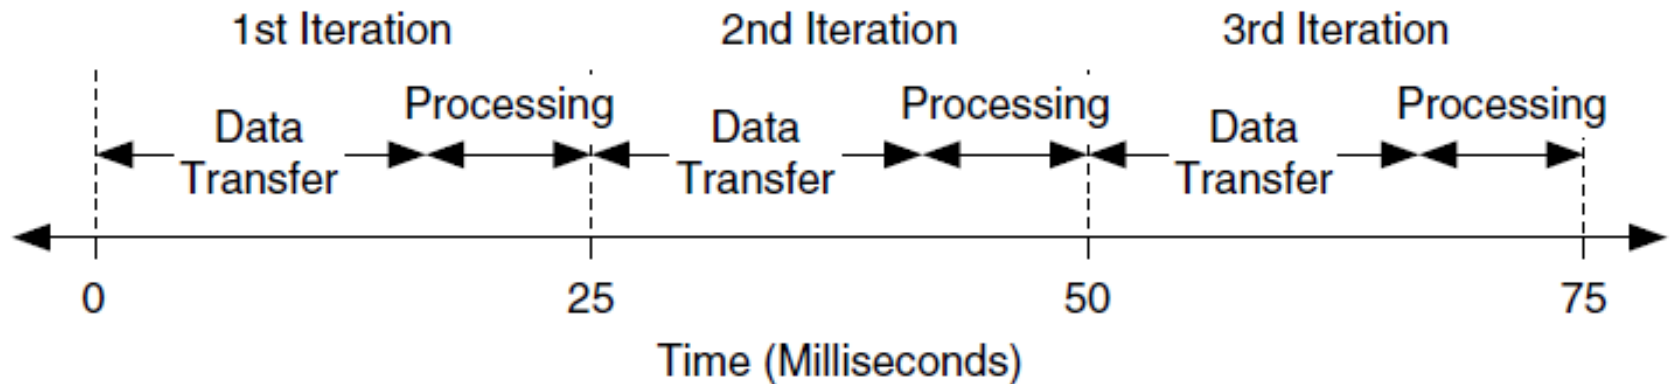 1st Iteration
2nd Iteration
3rd Iteration
Data
Transfer
Processing
Data
Transfer
Processing
Data
Transfer
Processing
0
25
50
75
Time (Milliseconds)